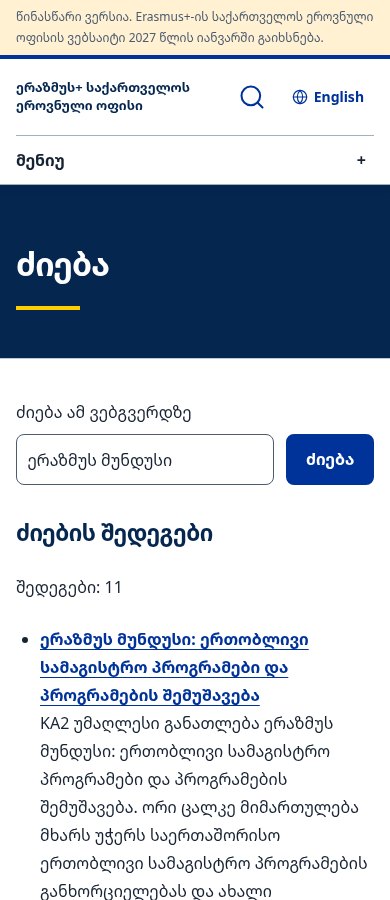 წინასწარი ვერსია. Erasmus+-ის საქართველოს ეროვნული
ოფისის ვებსაიტი 2027 წლის იანვარში გაიხსნება.
ერაზმუს+ საქართველოს
ეროვნული ოფისი
English
მენიუ
+
ძიება
ძიება ამ ვებგვერდზე
ერაზმუს მუნდუსი
ძიება
ძიების შედეგები
შედეგები: 11
• ერაზმუს მუნდუსი: ერთობლივი
სამაგისტრო პროგრამები და
პროგრამების შემუშავება
KA2 უმაღლესი განათლება ერაზმუს
მუნდუსი: ერთობლივი სამაგისტრო
პროგრამები და პროგრამების
შემუშავება. ორი ცალკე მიმართულება
მხარს უჭერს საერთაშორისო
ერთობლივი სამაგისტრო პროგრამების
განხორციელებას და ახალი